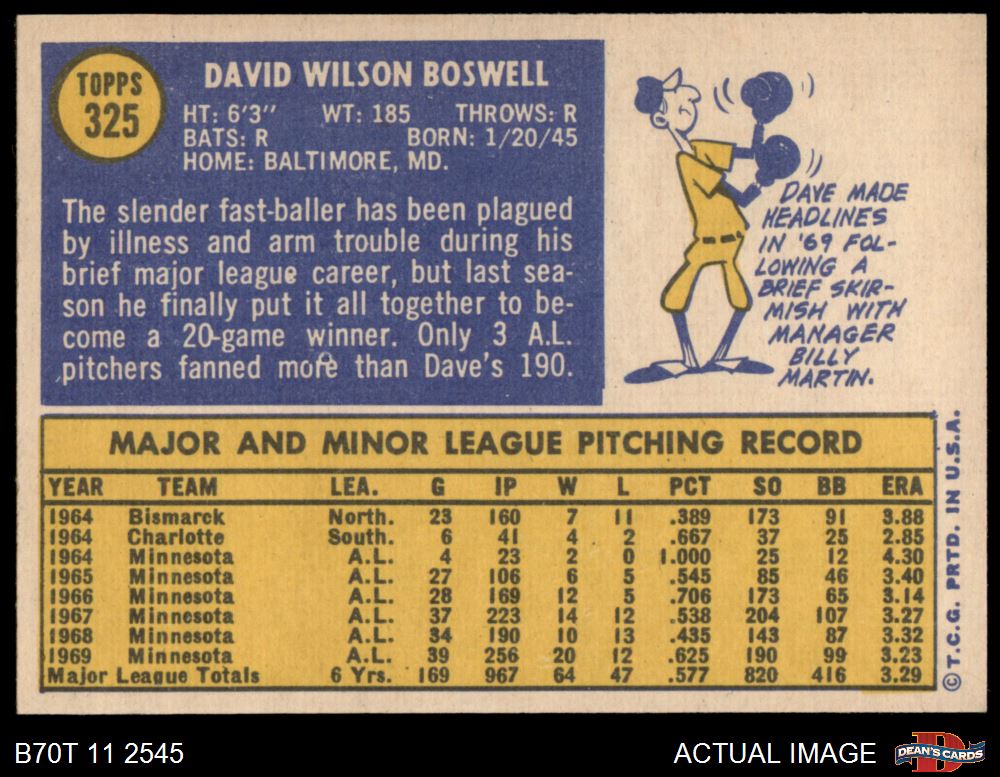 TOPPS
325
DAVID WILSON BOSWELL
HT: 6'3" WT: 185 THROWS: R
BATS: R BORN: 1/20/45
HOME: BALTIMORE, MD.
The slender fast-baller has been plagued
by illness and arm trouble during his
brief major league career, but last sea-
son he finally put it all together to be-
come a 20-game winner. Only 3 A.L.
pitchers fanned more than Dave's 190.
DAVE MADE
HEADLINES
IN '69 FOL-
LOWING A
BRIEF SKIR-
MISH WITH
MANAGER
BILLY
MARTIN.
MAJOR AND MINOR LEAGUE PITCHING RECORD
YEAR TEAM LEA. G IP W L PCT SO BB ERA
1964 Bismarck North. 23 160 7 11 .389 173 91 3.88
1964 Charlotte South. 6 41 4 2 .667 37 25 2.85
1964 Minnesota A.L. 4 23 2 0 1.000 25 12 4.30
1965 Minnesota A.L. 27 106 6 5 .545 85 46 3.40
1966 Minnesota A.L. 28 169 12 5 .706 173 65 3.14
1967 Minnesota A.L. 37 223 14 12 .538 204 107 3.27
1968 Minnesota A.L. 34 190 10 13 .435 143 87 3.32
1969 Minnesota A.L. 39 256 20 12 .625 190 99 3.23
Major League Totals 6 Yrs. 169 967 64 47 .577 820 416 3.29
©T.C.G. PRTD. IN U.S.A.
B70T 11 2545
ACTUAL IMAGE
D
DEAN'S CARDS